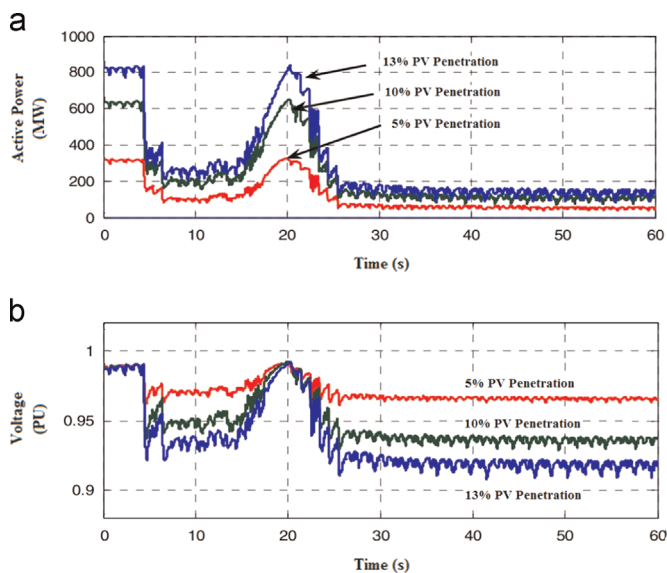 a
1000
800
600
400
200
0
Active Power
(MW)
13% PV Penetration
10% PV Penetration
5% PV Penetration
0
10
20
30
40
50
60
Time (s)
b
1
0.95
0.9
Voltage
(PU)
5% PV Penetration
10% PV Penetration
13% PV Penetration
0
10
20
30
40
50
60
Time (s)